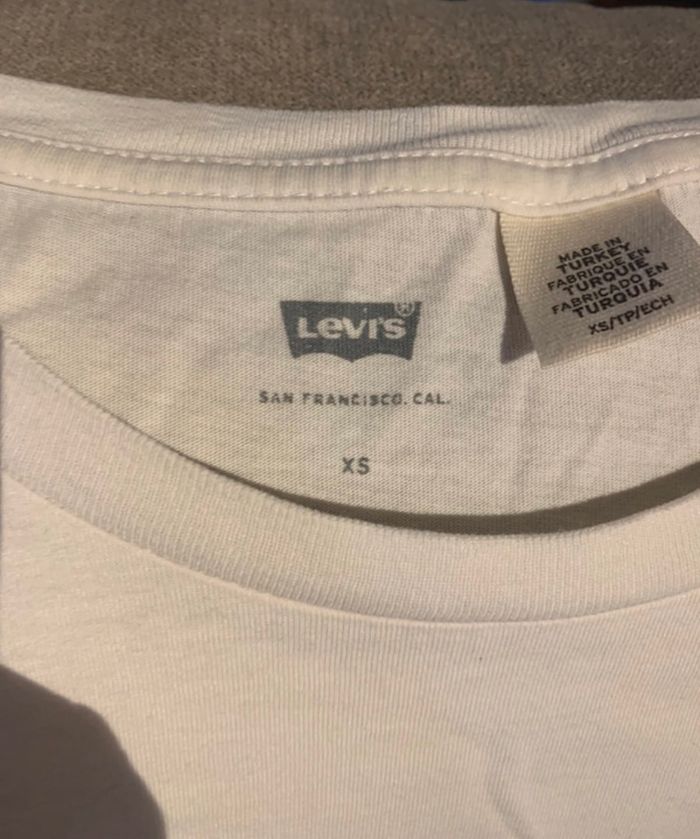 Levi's®
SAN FRANCISCO. CAL.
XS
MADE IN
TURKEY
FABRIQUE EN
TURQUIE
FABRICADO EN
TURQUIA
XS/TP/ECH